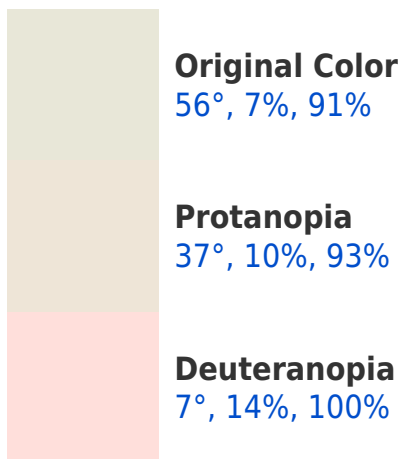 Original Color
56°, 7%, 91%
Protanopia
37°, 10%, 93%
Deuteranopia
7°, 14%, 100%